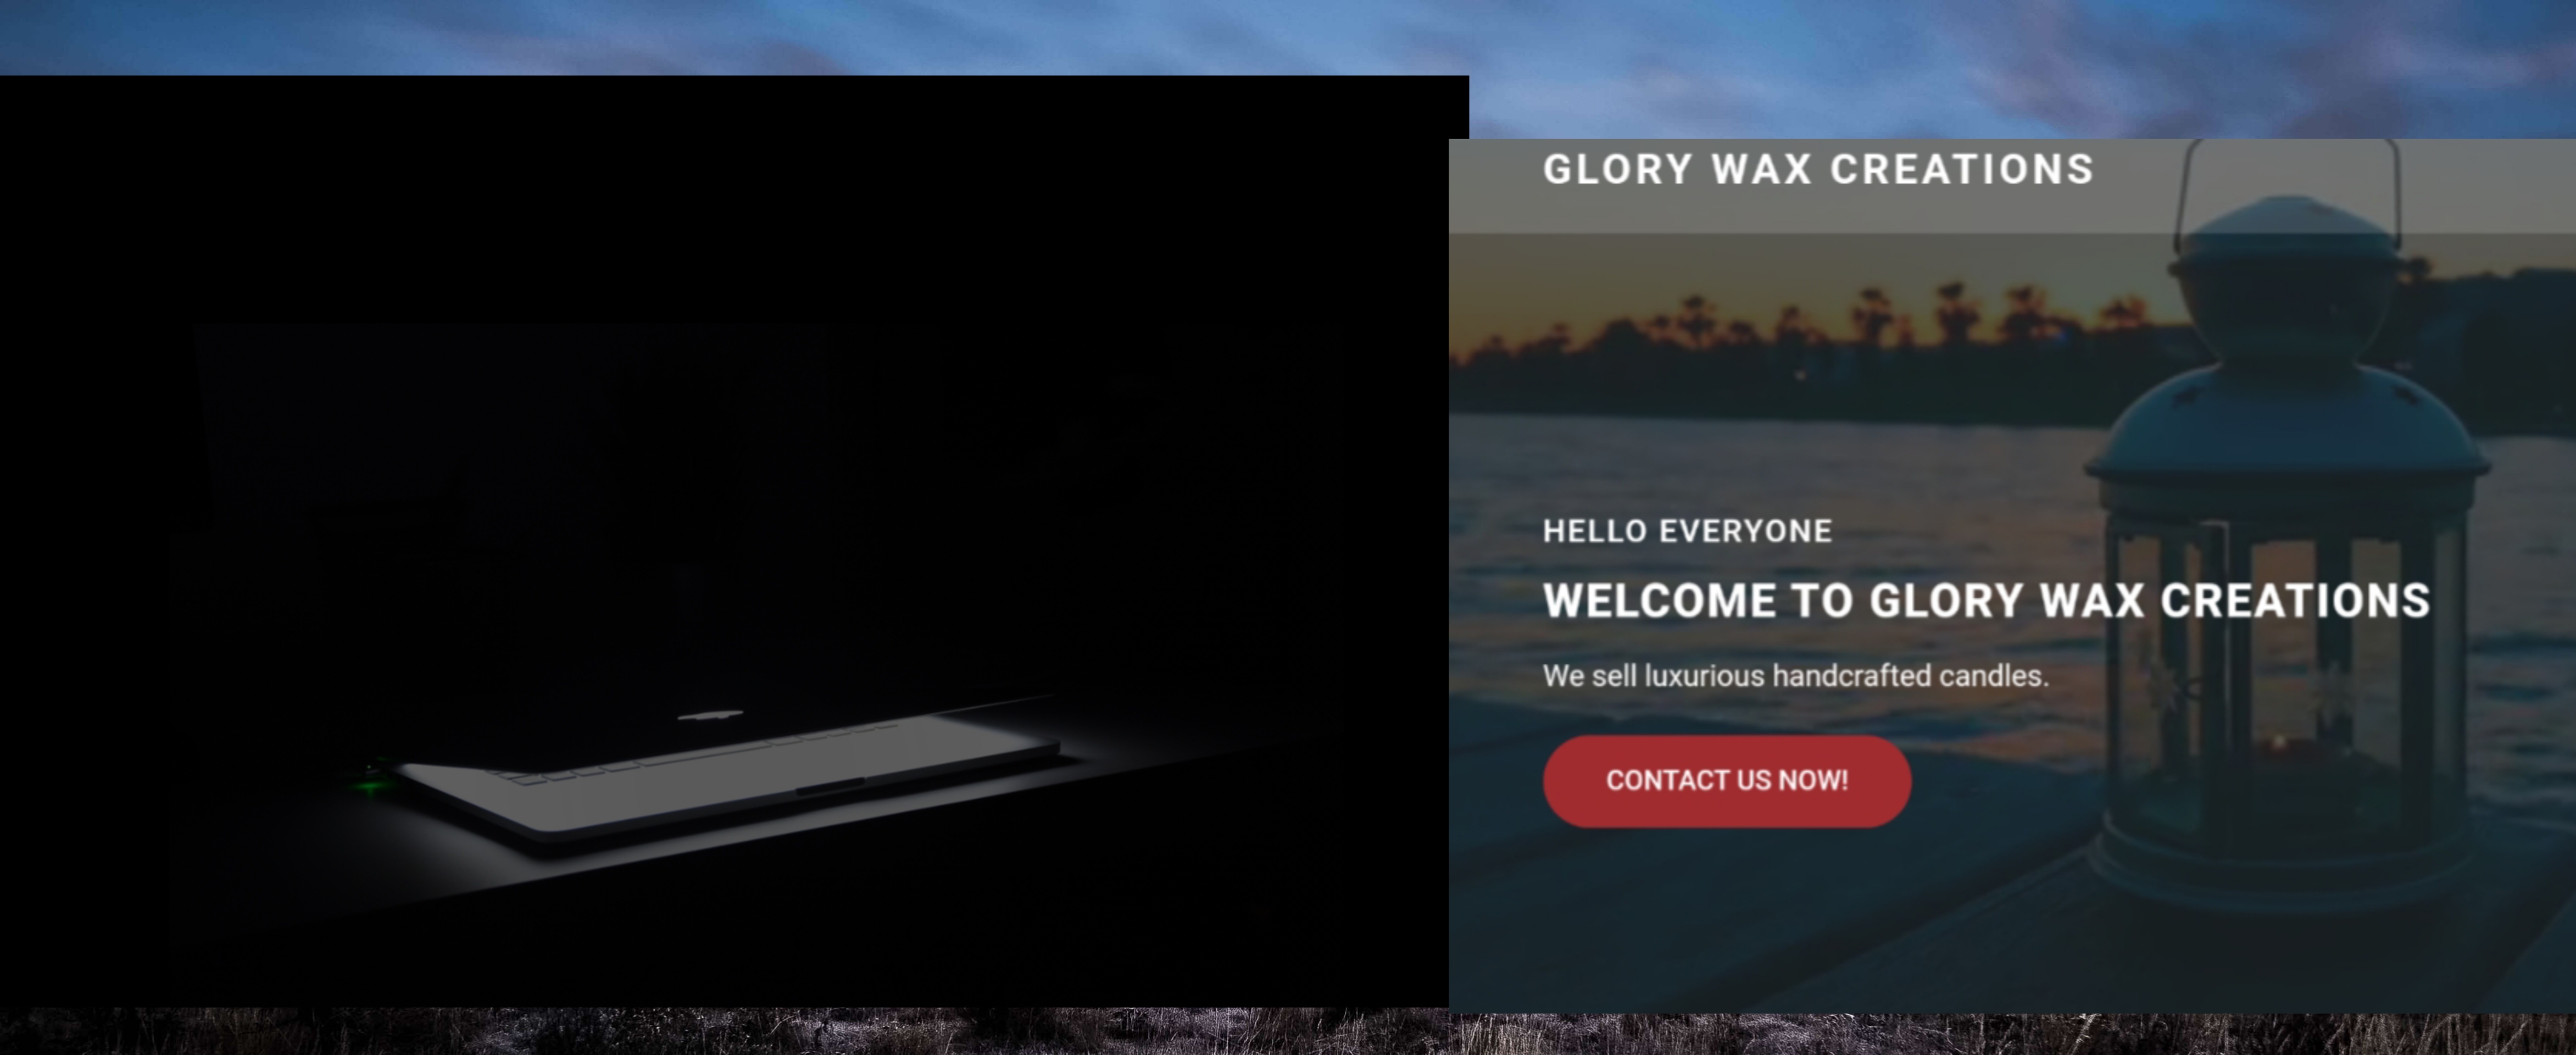 GLORY WAX CREATIONS
HELLO EVERYONE
WELCOME TO GLORY WAX CREATIONS
We sell luxurious handcrafted candles.
CONTACT US NOW!